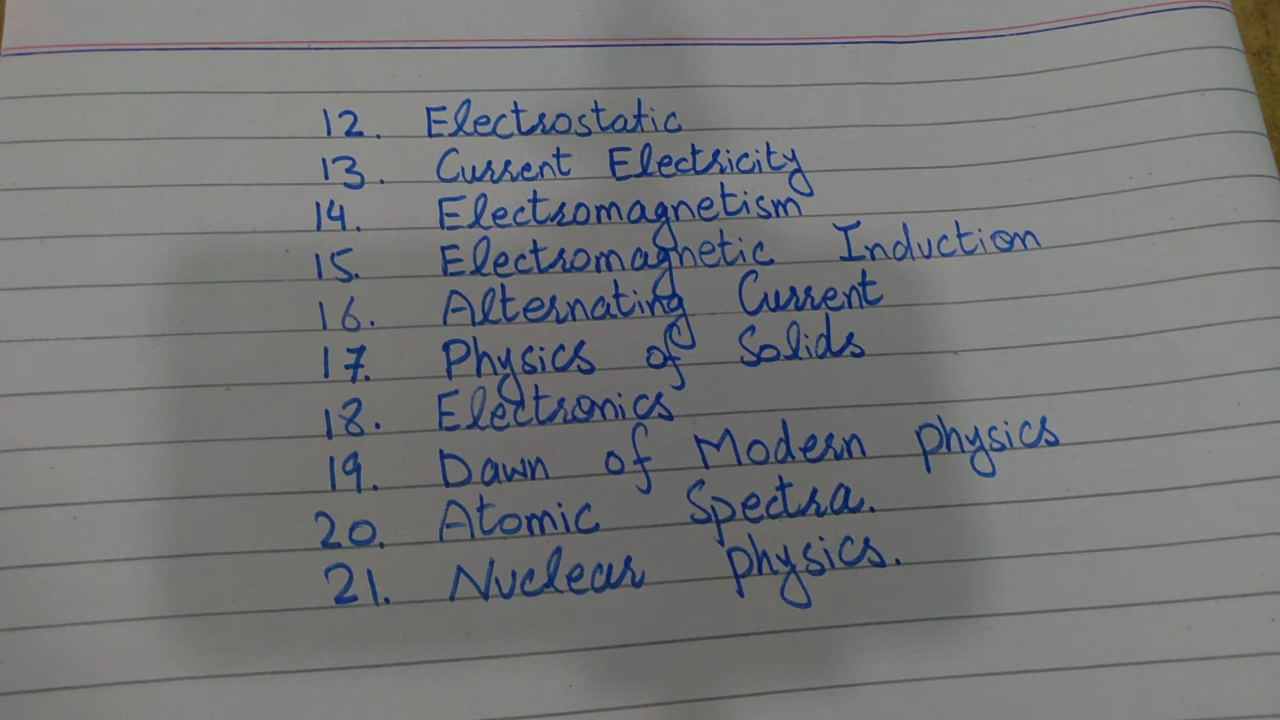 12. Electrostatic
13. Current Electricity
14. Electromagnetism
15. Electromagnetic Induction
16. Alternating Current
17. Physics of Solids
18. Electronics
19. Dawn of Modern physics
20. Atomic Spectra.
21. Nuclear physics.